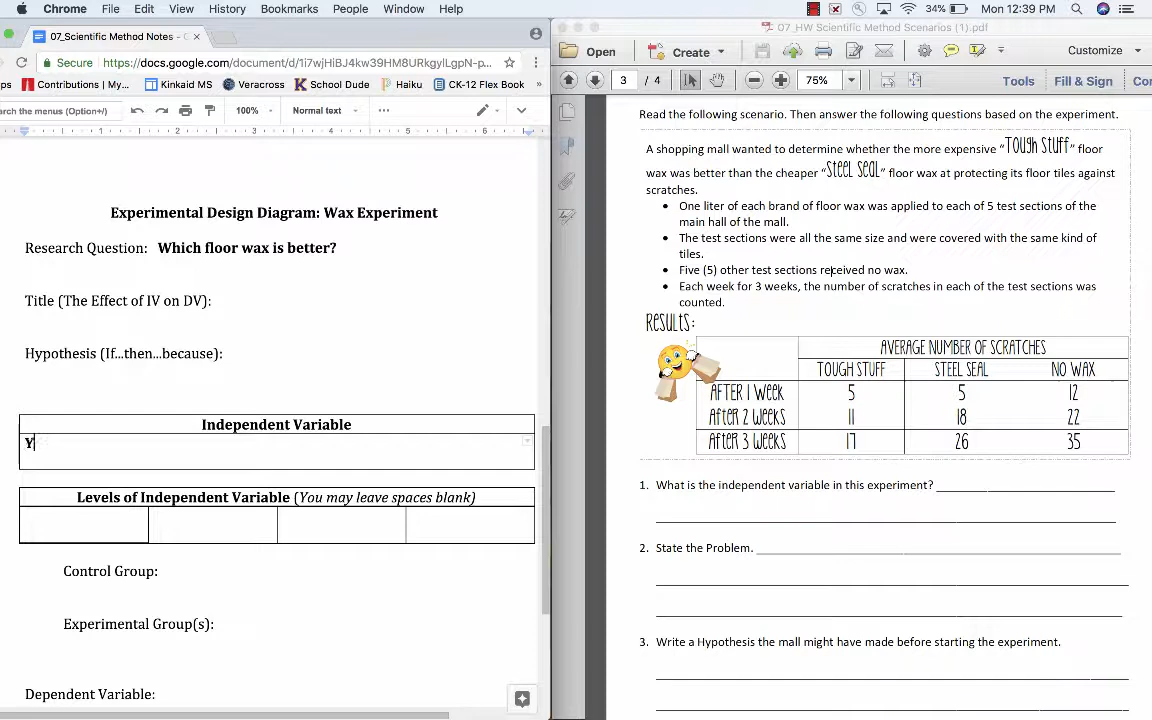 Chrome File Edit View History Bookmarks People Window Help 34% Mon 12:39 PM
07_Scientific Method Notes - G
07_HW Scientific Method Scenarios (1).pdf
Open Create Customize
Secure https://docs.google.com/document/d/1i7wjHiBJ4kw39HM8URkgylLgpN-p...
3 / 4 75% Tools Fill & Sign
ps Contributions | My... Kinkaid MS Veracross School Dude Haiku CK-12 Flex Book »
arch the menus (Option+/) 100% Normal text
1 2 3 4 5 6
Experimental Design Diagram: Wax Experiment
Research Question: Which floor wax is better?
Title (The Effect of IV on DV):
Hypothesis (If...then...because):
Independent Variable
Y
Levels of Independent Variable (You may leave spaces blank)
Control Group:
Experimental Group(s):
Dependent Variable:
Read the following scenario. Then answer the following questions based on the experiment.
A shopping mall wanted to determine whether the more expensive "Tough Stuff" floor
wax was better than the cheaper "Steel Seal" floor wax at protecting its floor tiles against
scratches.
• One liter of each brand of floor wax was applied to each of 5 test sections of the
main hall of the mall.
• The test sections were all the same size and were covered with the same kind of
tiles.
• Five (5) other test sections received no wax.
• Each week for 3 weeks, the number of scratches in each of the test sections was
counted.
Results:
AVERAGE NUMBER OF SCRATCHES
TOUGH STUFF STEEL SEAL NO WAX
AFTER 1 Week 5 5 12
After 2 Weeks 11 18 22
After 3 Weeks 17 26 35
1. What is the independent variable in this experiment?
2. State the Problem.
3. Write a Hypothesis the mall might have made before starting the experiment.